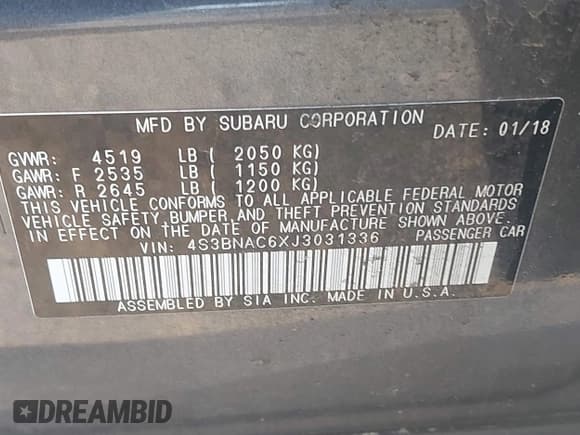 MFD BY SUBARU CORPORATION
DATE: 01/18
GVWR: 4519 LB ( 2050 KG)
GAWR: F 2535 LB ( 1150 KG)
GAWR: R 2645 LB ( 1200 KG)
THIS VEHICLE CONFORMS TO ALL APPLICABLE FEDERAL MOTOR
VEHICLE SAFETY,BUMPER,AND THEFT PREVENTION STANDARDS
IN EFFECT ON THE DATE OF MANUFACTURE SHOWN ABOVE.
VIN: 4S3BNAC6XJ3031336 PASSENGER CAR
ASSEMBLED BY SIA INC. MADE IN U.S.A.
DREAMBID